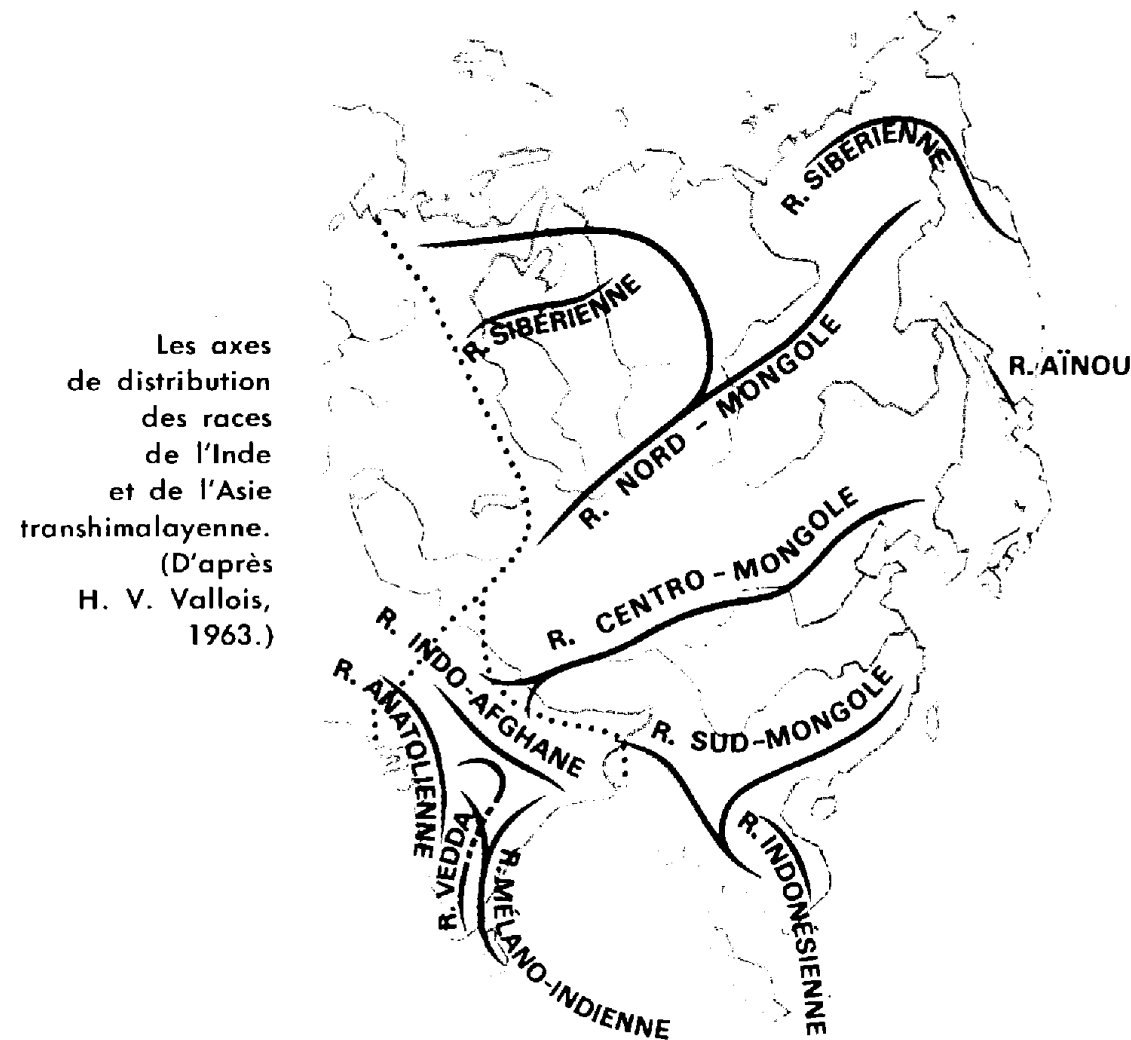 Les axes
de distribution
des races
de l'Inde
et de l'Asie
transhimalayenne.
(D'après
H. V. Vallois,
1963.)
R. SIBÉRIENNE
R. SIBÉRIENNE
R. NORD - MONGOLE
R. AÏNOU
R. CENTRO - MONGOLE
R. INDO-AFGHANE
R. ANATOLIENNE
R. SUD-MONGOLE
R. VEDDA
R. MÉLANO-INDIENNE
R. INDONÉSIENNE